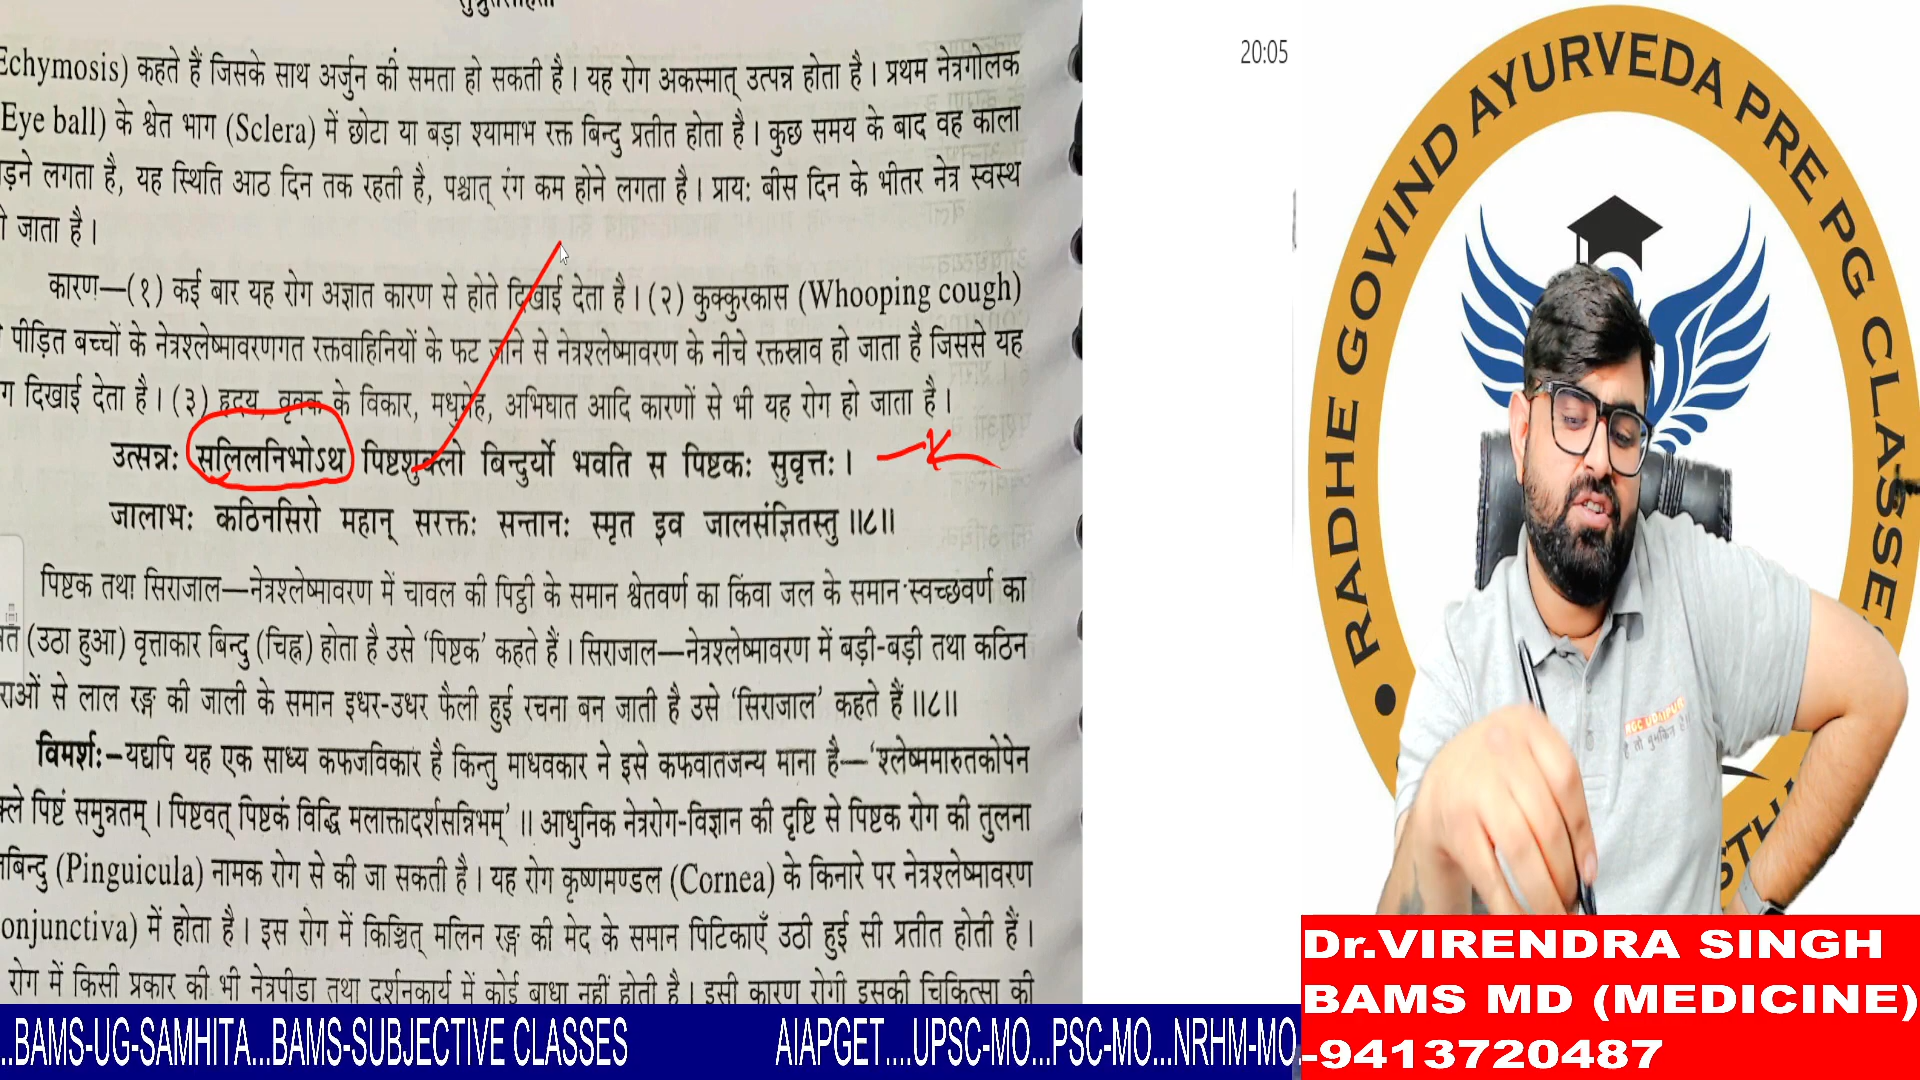 सुश्रुतसंहिता
Echymosis) कहते हैं जिसके साथ अर्जुन की समता हो सकती है। यह रोग अकस्मात् उत्पन्न होता है। प्रथम नेत्रगोलक
Eye ball) के श्वेत भाग (Sclera) में छोटा या बड़ा श्यामाभ रक्त बिन्दु प्रतीत होता है। कुछ समय के बाद वह काला
ड़ने लगता है, यह स्थिति आठ दिन तक रहती है, पश्चात् रंग कम होने लगता है। प्राय: बीस दिन के भीतर नेत्र स्वस्थ
जाता है।
कारण—(१) कई बार यह रोग अज्ञात कारण से होते दिखाई देता है। (२) कुक्कुरकास (Whooping cough)
पीड़ित बच्चों के नेत्रश्लेष्मावरणगत रक्तवाहिनियों के फट जाने से नेत्रश्लेष्मावरण के नीचे रक्तस्राव हो जाता है जिससे यह
ग दिखाई देता है। (३) हृदय, वृक्क के विकार, मधुमेह, अभिघात आदि कारणों से भी यह रोग हो जाता है।
उत्सन्न: सलिलनिभोऽथ पिष्टशुक्लो बिन्दुर्यो भवति स पिष्टक: सुवृत्त:।
जालाभ: कठिनसिरो महान् सरक्त: सन्तान: स्मृत इव जालसंज्ञितस्तु ॥८॥
पिष्टक तथा सिराजाल—नेत्रश्लेष्मावरण में चावल की पिट्ठी के समान श्वेतवर्ण का किंवा जल के समान स्वच्छवर्ण का
(उठा हुआ) वृत्ताकार बिन्दु (चिह्न) होता है उसे 'पिष्टक' कहते हैं। सिराजाल—नेत्रश्लेष्मावरण में बड़ी-बड़ी तथा कठिन
राओं से लाल रङ्ग की जाली के समान इधर-उधर फैली हुई रचना बन जाती है उसे 'सिराजाल' कहते हैं ॥८॥
विमर्श:-यद्यपि यह एक साध्य कफजविकार है किन्तु माधवकार ने इसे कफवातजन्य माना है—'श्लेष्ममारुतकोपेन
क्ले पिष्टं समुन्नतम्। पिष्टवत् पिष्टकं विद्धि मलाक्तादर्शसन्निभम्' ॥ आधुनिक नेत्ररोग-विज्ञान की दृष्टि से पिष्टक रोग की तुलना
बिन्दु (Pinguicula) नामक रोग से की जा सकती है। यह रोग कृष्णमण्डल (Cornea) के किनारे पर नेत्रश्लेष्मावरण
onjunctiva) में होता है। इस रोग में किञ्चित् मलिन रङ्ग की मेद के समान पिटिकाएँ उठी हुई सी प्रतीत होती हैं।
रोग में किसी प्रकार की भी नेत्रपीडा तथा दर्शनकार्य में कोई बाधा नहीं होती है। इसी कारण रोगी इसकी चिकित्सा की
20:05
RADHE GOVIND AYURVEDA PRE PG CLASSES
RGC UDAIPUR
Dr.VIRENDRA SINGH
BAMS MD (MEDICINE)
-9413720487
..BAMS-UG-SAMHITA...BAMS-SUBJECTIVE CLASSES AIAPGET....UPSC-MO...PSC-MO...NRHM-MO.